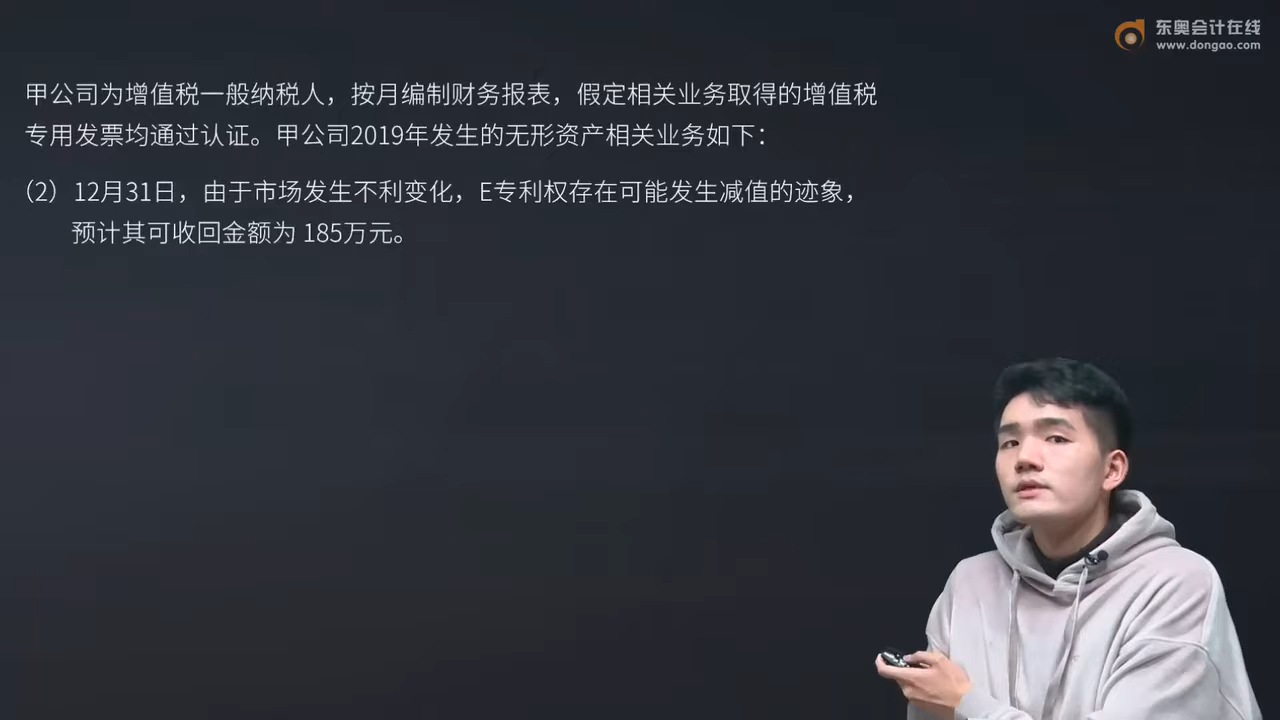 东奥会计在线
www.dongao.com
甲公司为增值税一般纳税人，按月编制财务报表，假定相关业务取得的增值税
专用发票均通过认证。甲公司2019年发生的无形资产相关业务如下：
（2）12月31日，由于市场发生不利变化，E专利权存在可能发生减值的迹象，
预计其可收回金额为 185万元。